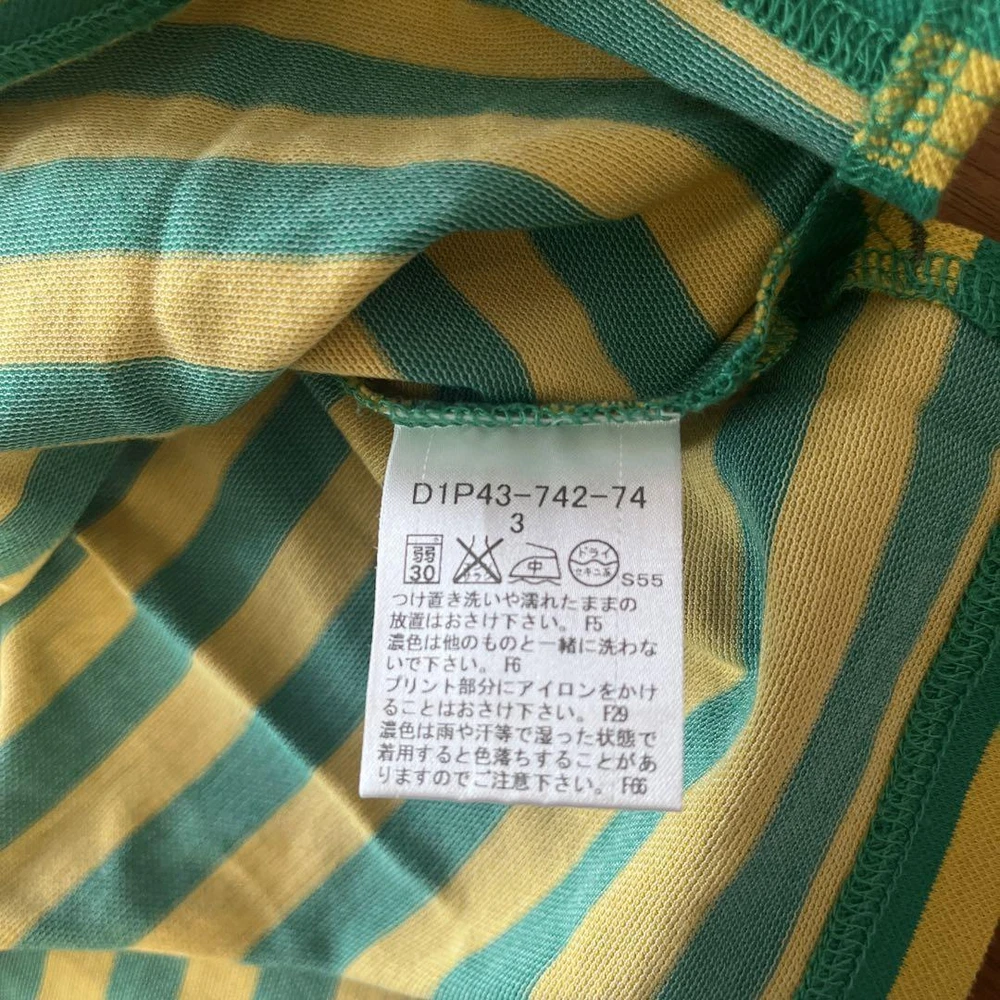 D1P43-742-74
3
弱 30 中 ドライ セキユ系 S55
つけ置き洗いや濡れたままの
放置はおさけ下さい。 F5
濃色は他のものと一緒に洗わな
いで下さい。 F6
プリント部分にアイロンをかけ
ることはおさけ下さい。 F29
濃色は雨や汗等で湿った状態で
着用すると色落ちすることがあ
りますのでご注意下さい。 F66